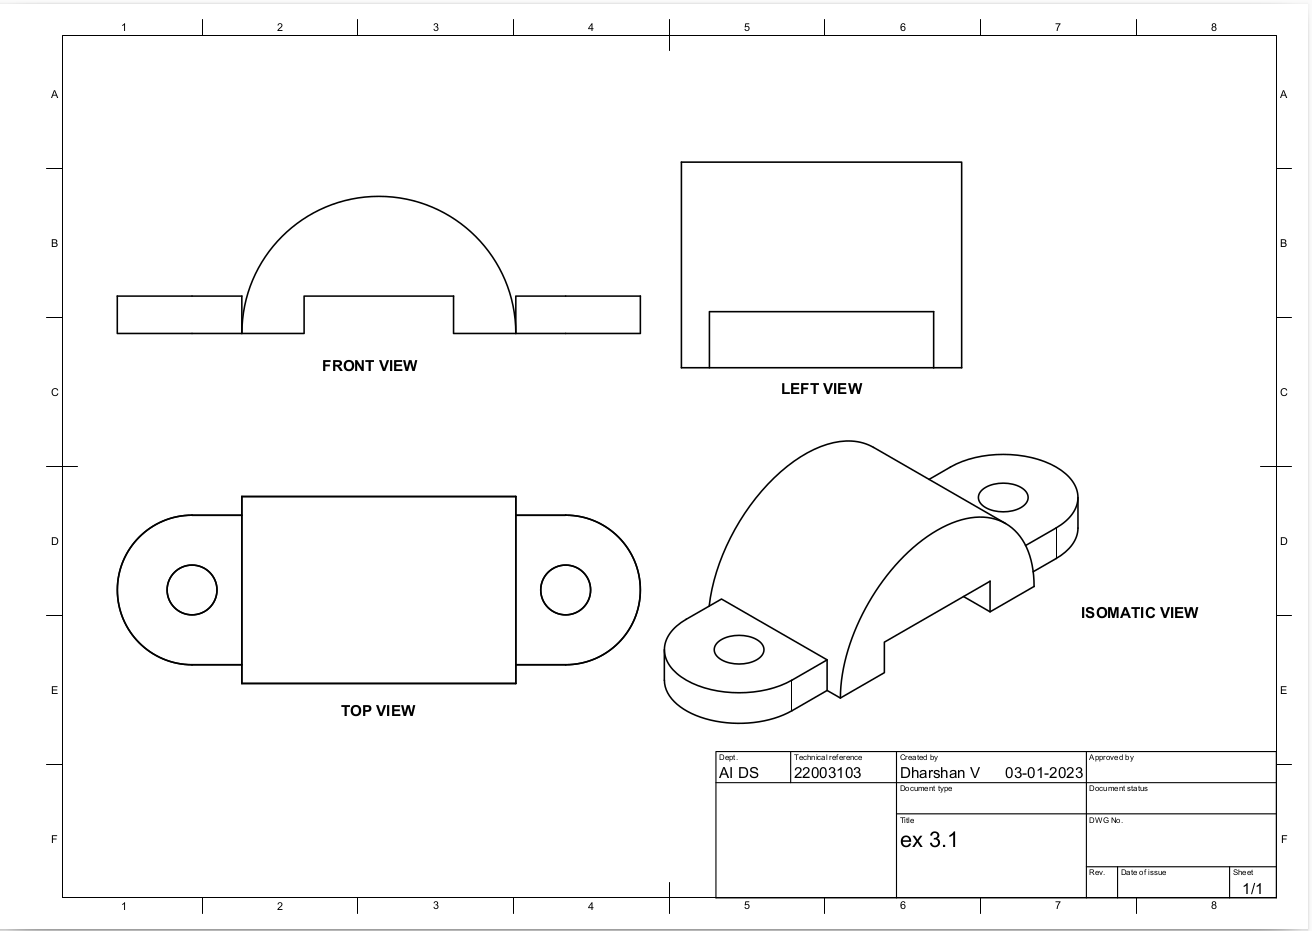 1 2 3 4 5 6 7 8
A A
B B
FRONT VIEW
LEFT VIEW
C C
D D
ISOMATIC VIEW
E E
TOP VIEW
Dept. Technical reference Created by Approved by
AI DS 22003103 Dharshan V 03-01-2023
Document type Document status
Title DWG No.
ex 3.1
F F
Rev. Date of issue Sheet
1/1
1 2 3 4 5 6 7 8